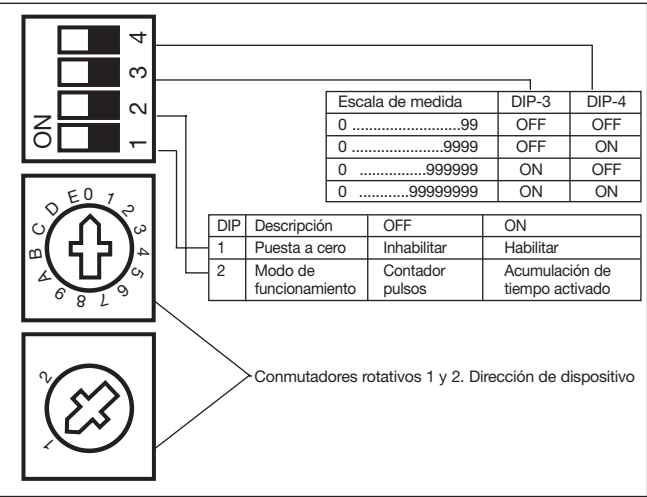 ON
1 2 3 4
Escala de medida DIP-3 DIP-4
0 ..........................99 OFF OFF
0 .......................9999 OFF ON
0 ................999999 ON OFF
0 ............99999999 ON ON
DIP Descripción OFF ON
1 Puesta a cero Inhabilitar Habilitar
2 Modo de funcionamiento Contador pulsos Acumulación de tiempo activado
E 0 1 2 3 4 5 6 7 8 9 A B C D
Conmutadores rotativos 1 y 2. Dirección de dispositivo
2
1